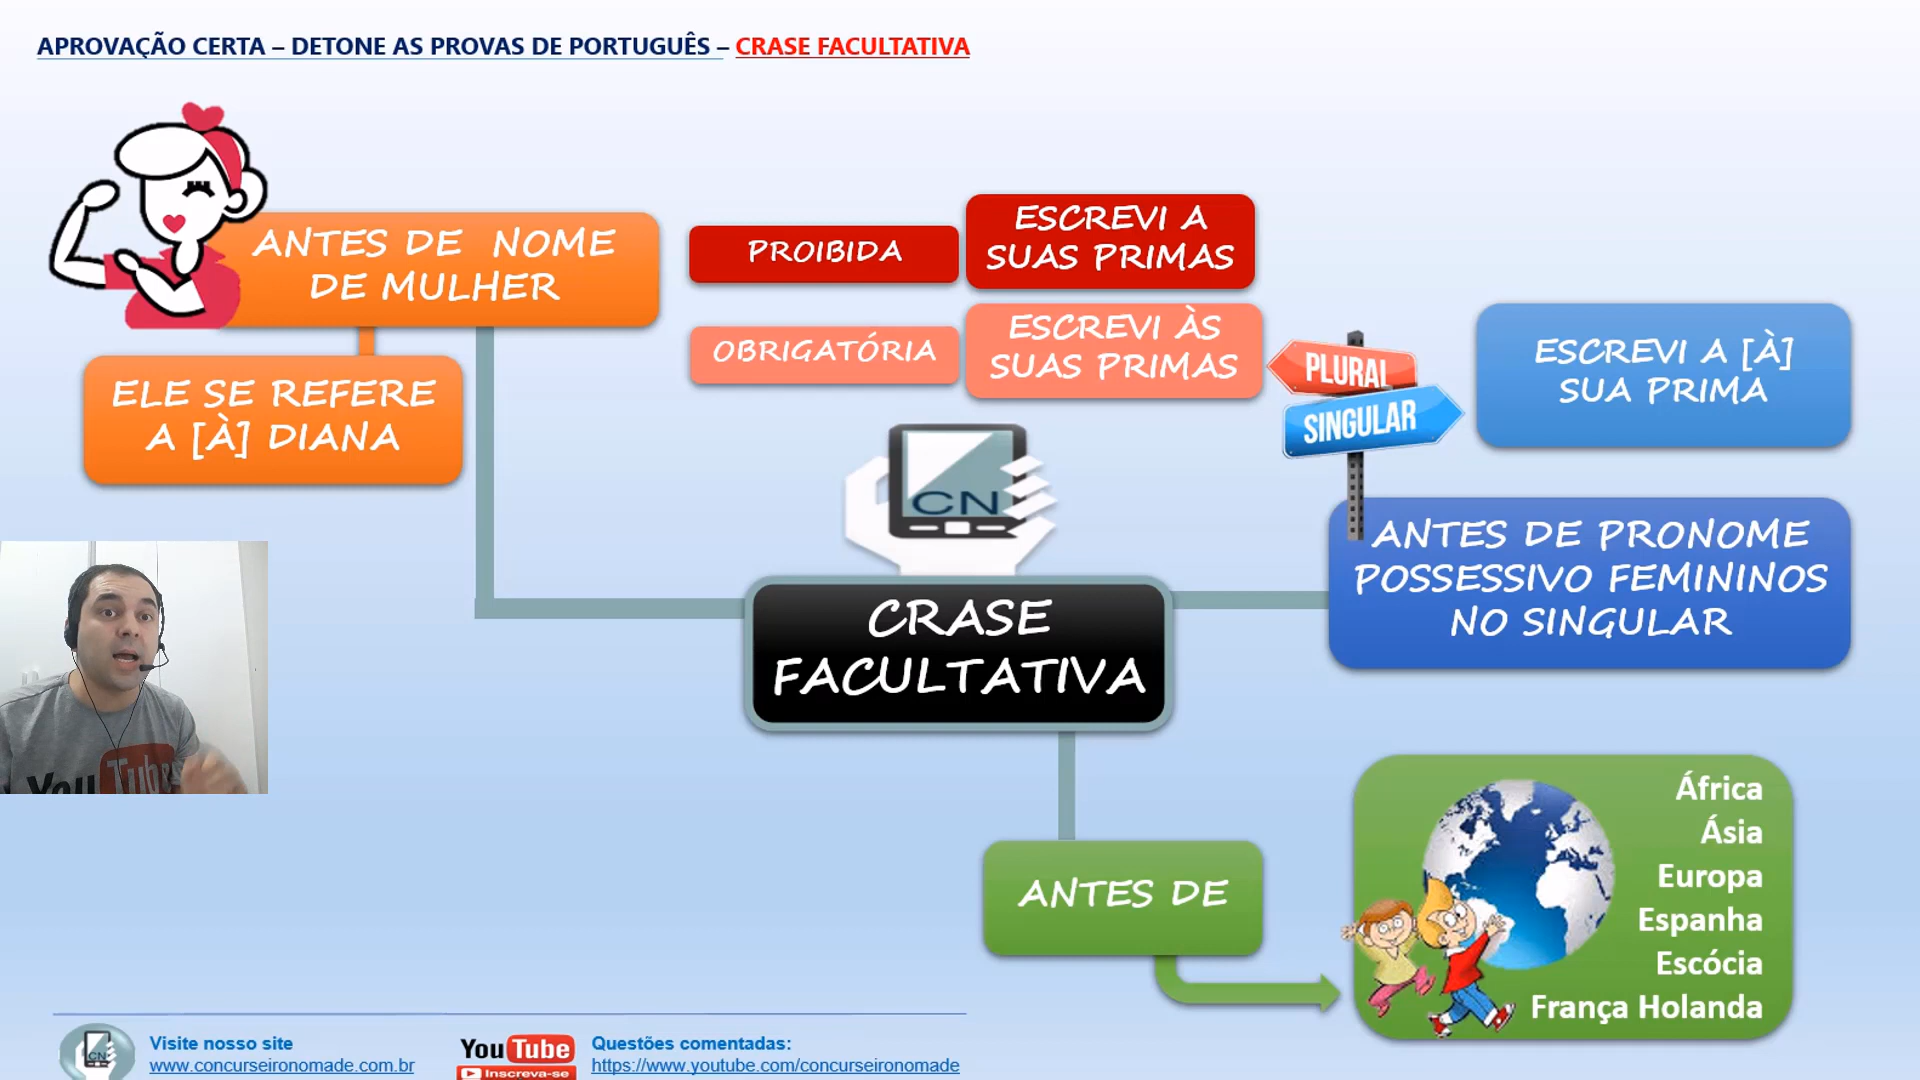 APROVAÇÃO CERTA – DETONE AS PROVAS DE PORTUGUÊS – CRASE FACULTATIVA
ANTES DE NOME
DE MULHER
ELE SE REFERE
A [À] DIANA
PROIBIDA
ESCREVI A
SUAS PRIMAS
OBRIGATÓRIA
ESCREVI ÀS
SUAS PRIMAS
PLURAL
SINGULAR
ESCREVI A [À]
SUA PRIMA
ANTES DE PRONOME
POSSESSIVO FEMININOS
NO SINGULAR
CN
CRASE
FACULTATIVA
YouTube
ANTES DE
África
Ásia
Europa
Espanha
Escócia
França Holanda
CN
Visite nosso site
www.concurseironomade.com.br
YouTube
Inscreva-se
Questões comentadas:
https://www.youtube.com/concurseironomade